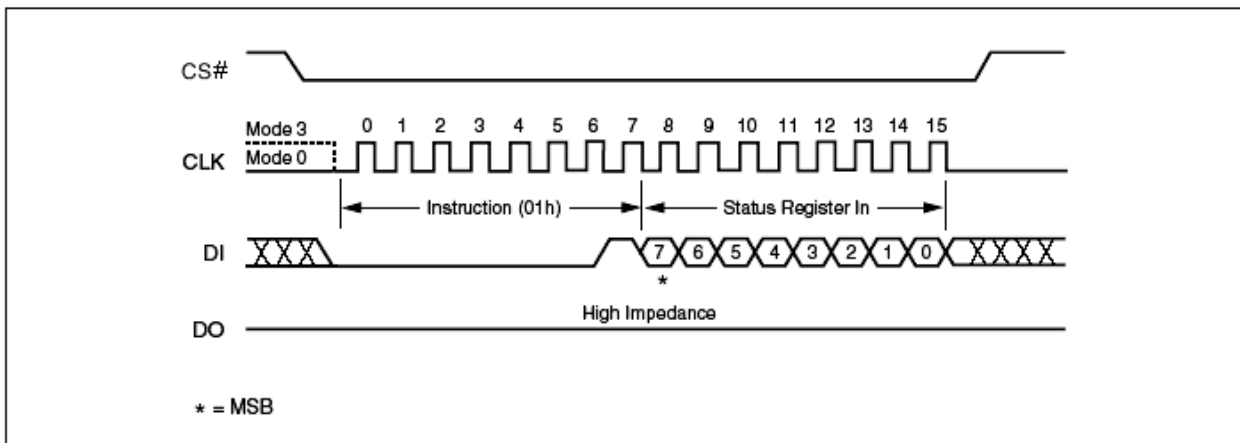 CS#
Mode 3 0 1 2 3 4 5 6 7 8 9 10 11 12 13 14 15
CLK Mode 0
Instruction (01h) Status Register In
DI 7 6 5 4 3 2 1 0
*
High Impedance
DO
* = MSB